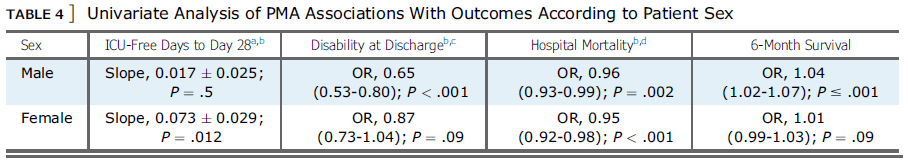 TABLE 4 ] Univariate Analysis of PMA Associations With Outcomes According to Patient Sex
Sex ICU-Free Days to Day 28a,b Disability at Dischargeb,c Hospital Mortalityb,d 6-Month Survival
Male Slope, 0.017 ± 0.025; P = .5 OR, 0.65 (0.53-0.80); P < .001 OR, 0.96 (0.93-0.99); P = .002 OR, 1.04 (1.02-1.07); P ≤ .001
Female Slope, 0.073 ± 0.029; P = .012 OR, 0.87 (0.73-1.04); P = .09 OR, 0.95 (0.92-0.98); P < .001 OR, 1.01 (0.99-1.03); P = .09